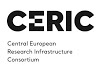 CERIC
Central European
Research Infrastructure
Consortium